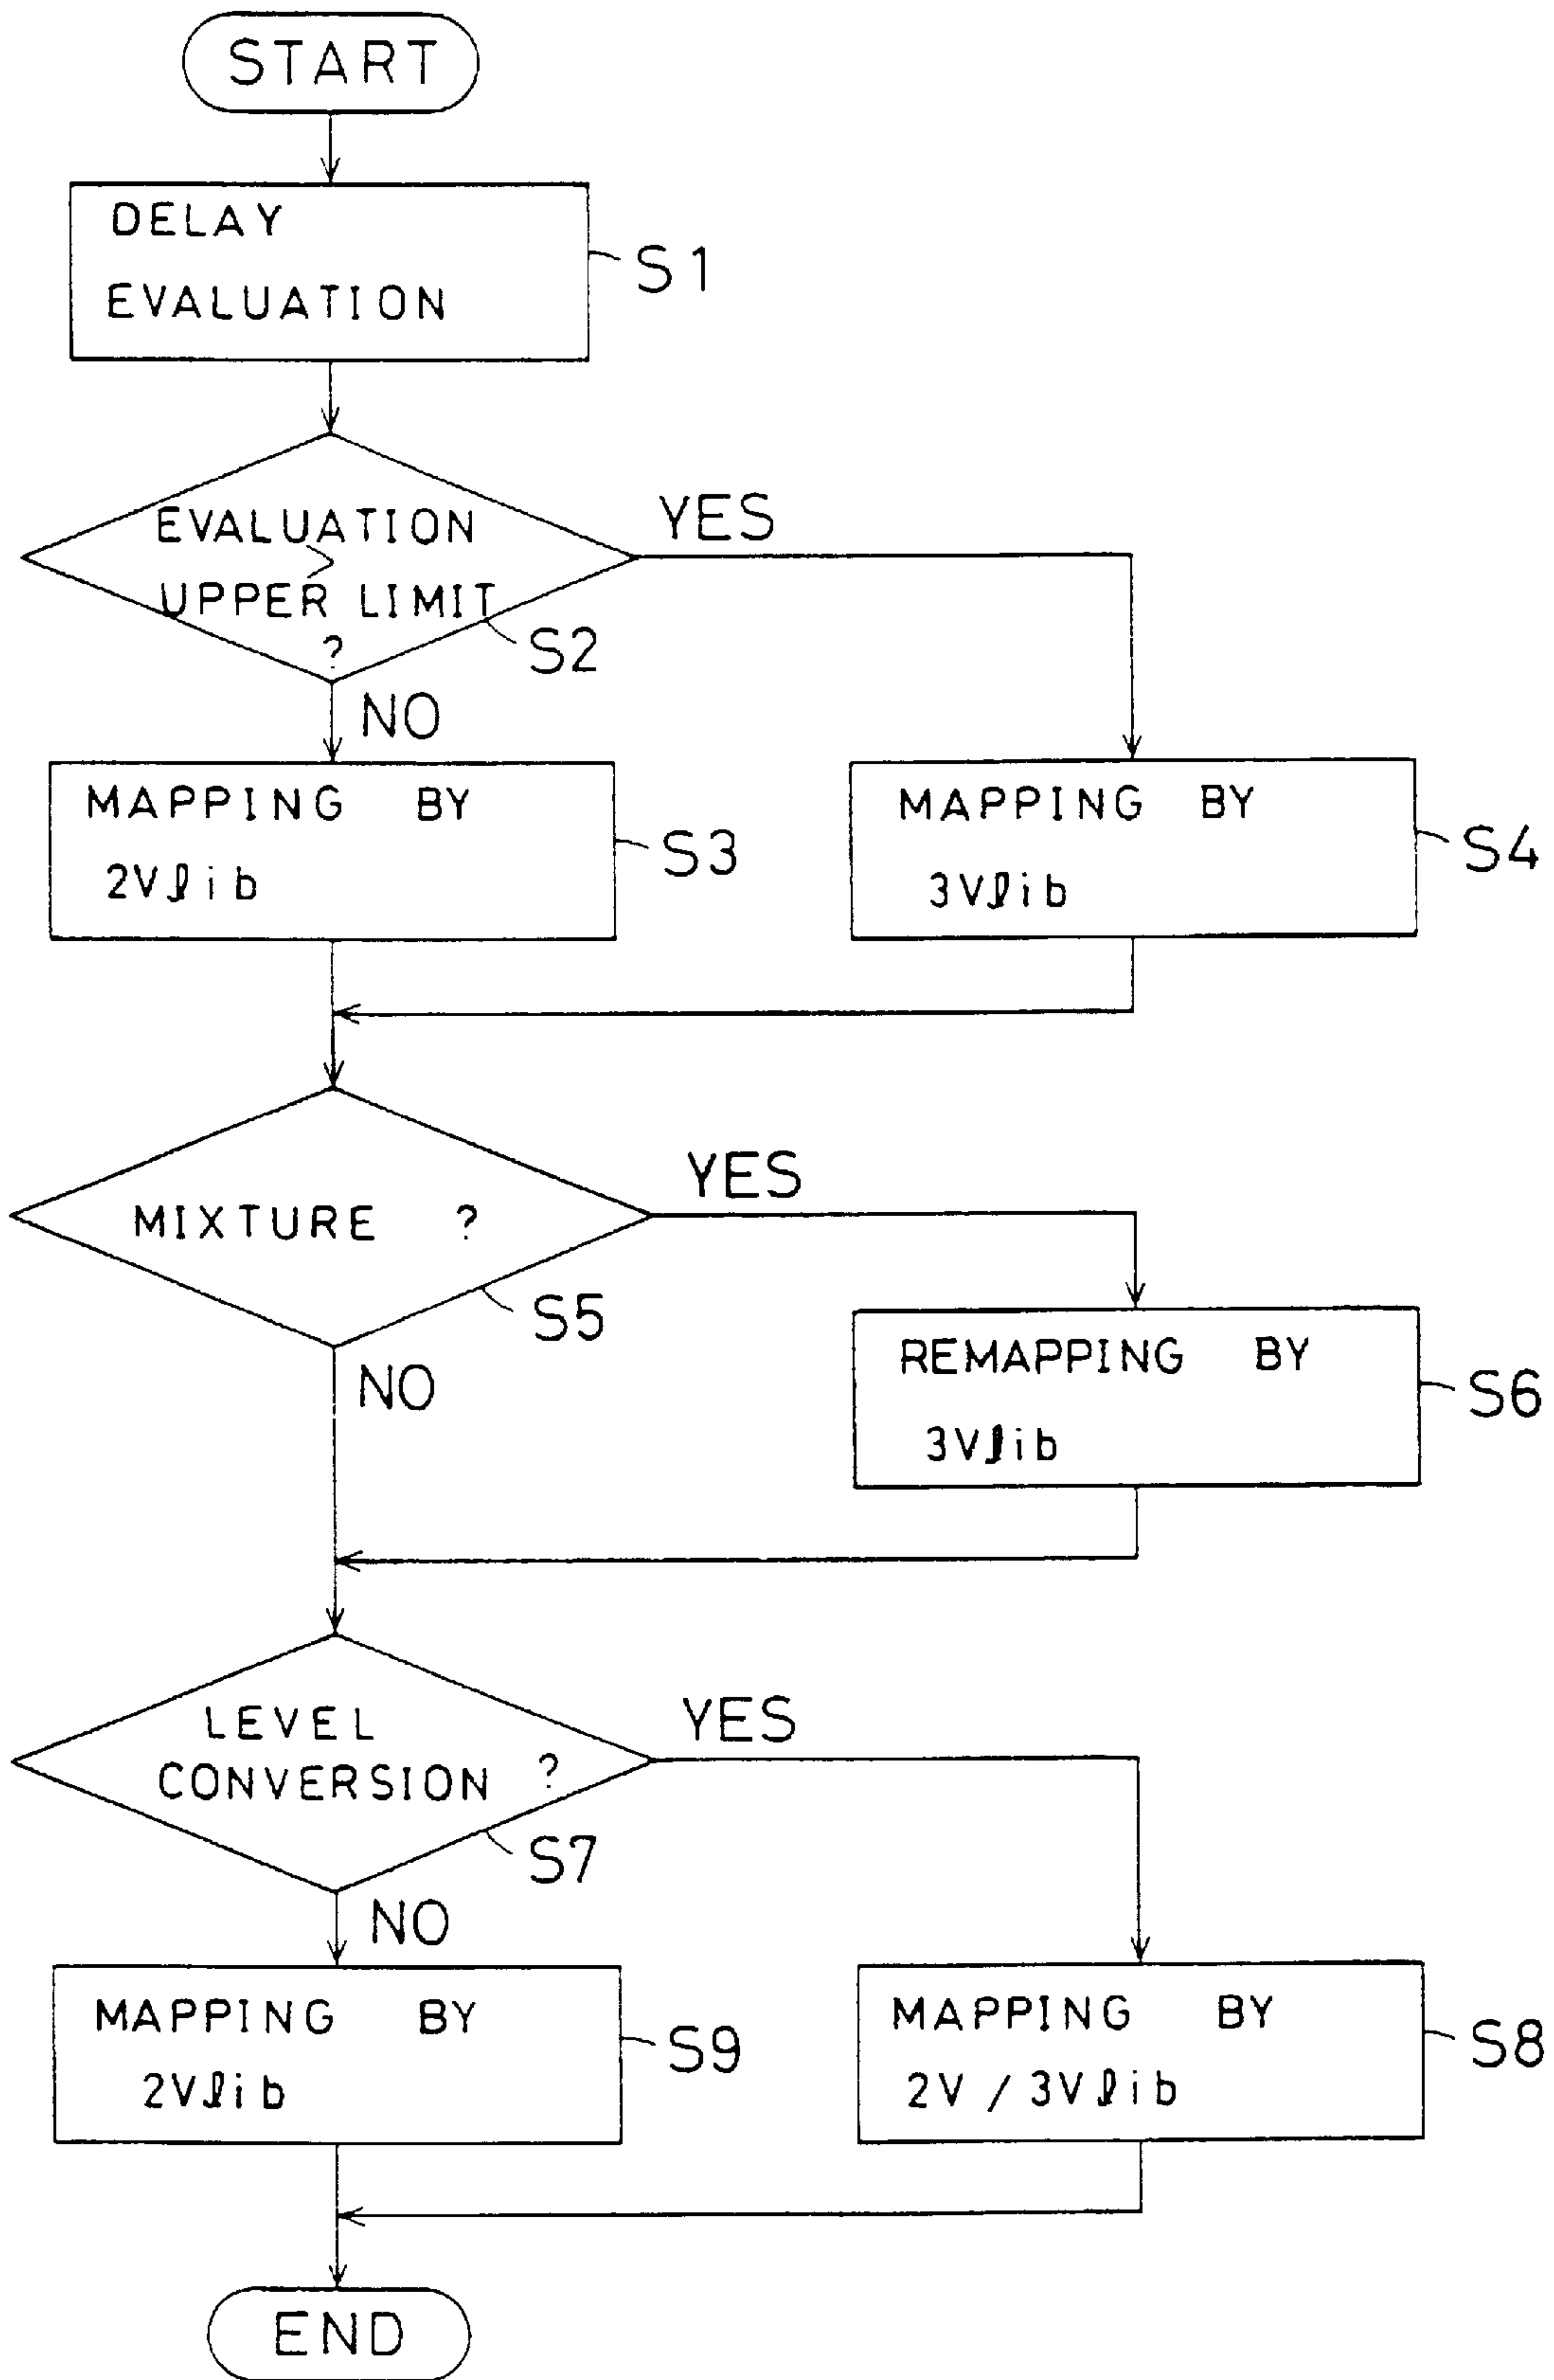 START
DELAY
EVALUATION
S1
EVALUATION
>
UPPER LIMIT
?
S2
YES
NO
MAPPING BY
2Vlib
S3
MAPPING BY
3Vlib
S4
MIXTURE ?
YES
S5
NO
REMAPPING BY
3Vlib
S6
LEVEL
CONVERSION ?
YES
S7
NO
MAPPING BY
2Vlib
S9
MAPPING BY
2V / 3Vlib
S8
END